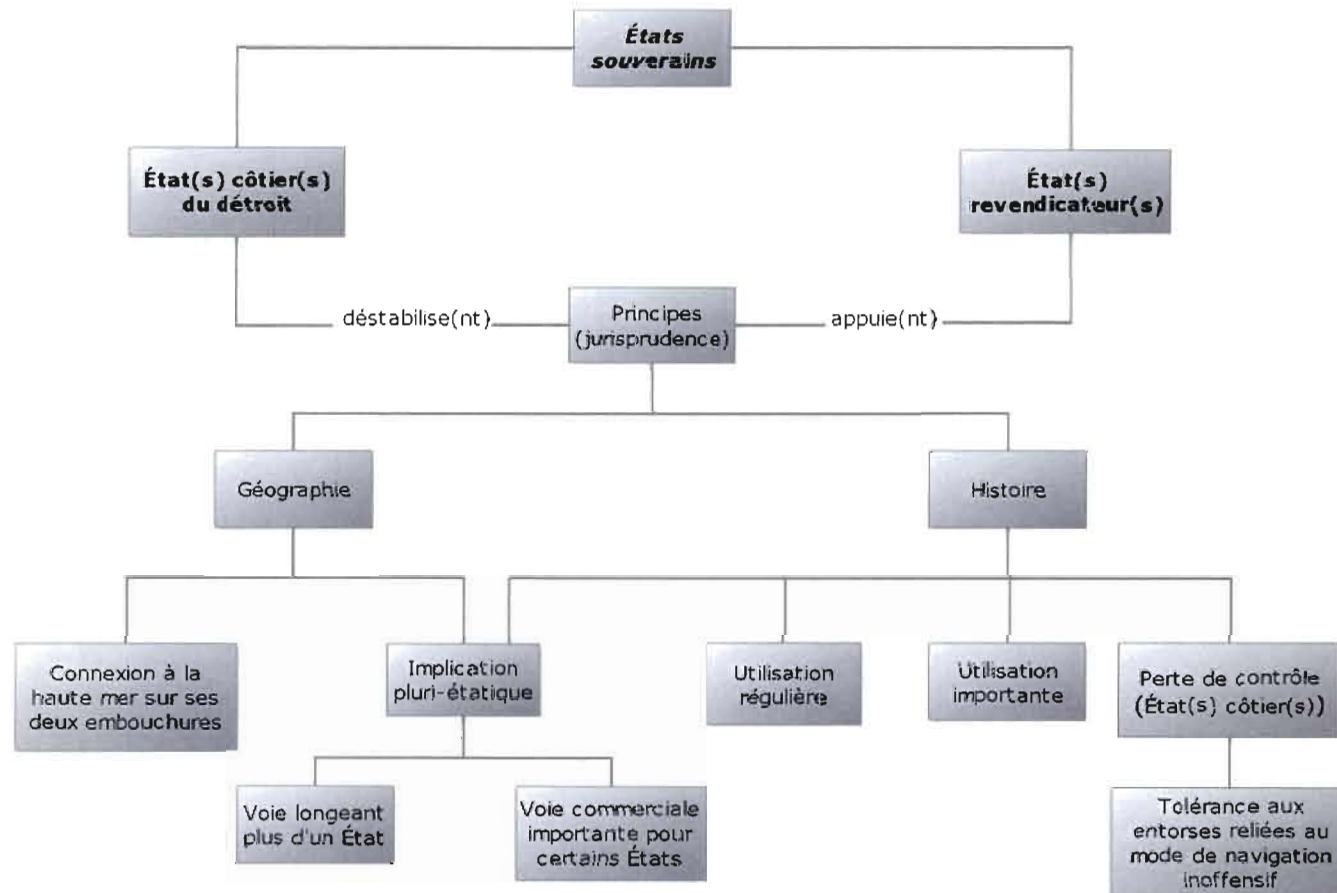 États
souverains
État(s) côtier(s)
du détroit
État(s)
revendicateur(s)
déstabilise(nt)
Principes
(jurisprudence)
appuie(nt)
Géographie
Histoire
Connexion à la
haute mer sur ses
deux embouchures
Implication
pluri-étatique
Utilisation
régulière
Utilisation
importante
Perte de contrôle
(État(s) côtier(s))
Voie longeant
plus d'un État
Voie commerciale
importante pour
certains États
Tolérance aux
entorses reliées au
mode de navigation
inoffensif